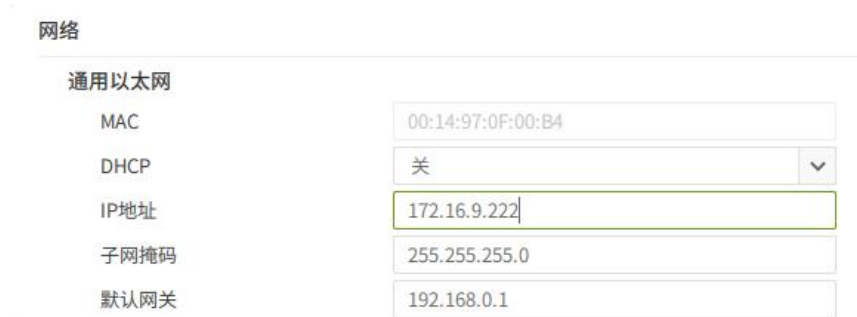 网络
通用以太网
MAC 00:14:97:0F:00:B4
DHCP 关
IP地址 172.16.9.222
子网掩码 255.255.255.0
默认网关 192.168.0.1